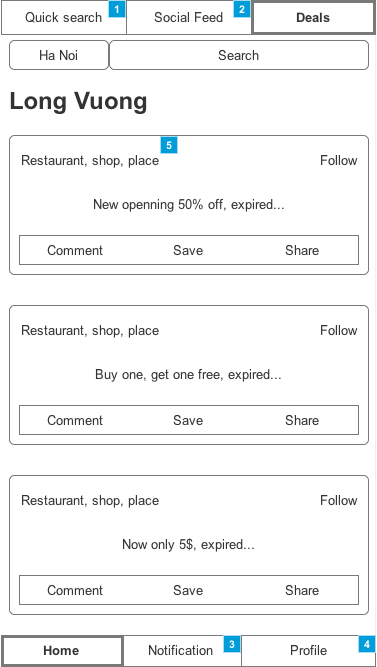 Quick search 1 Social Feed 2 Deals
Ha Noi Search
Long Vuong
5
Restaurant, shop, place Follow
New openning 50% off, expired...
Comment Save Share
Restaurant, shop, place Follow
Buy one, get one free, expired...
Comment Save Share
Restaurant, shop, place Follow
Now only 5$, expired...
Comment Save Share
Home Notification 3 Profile 4